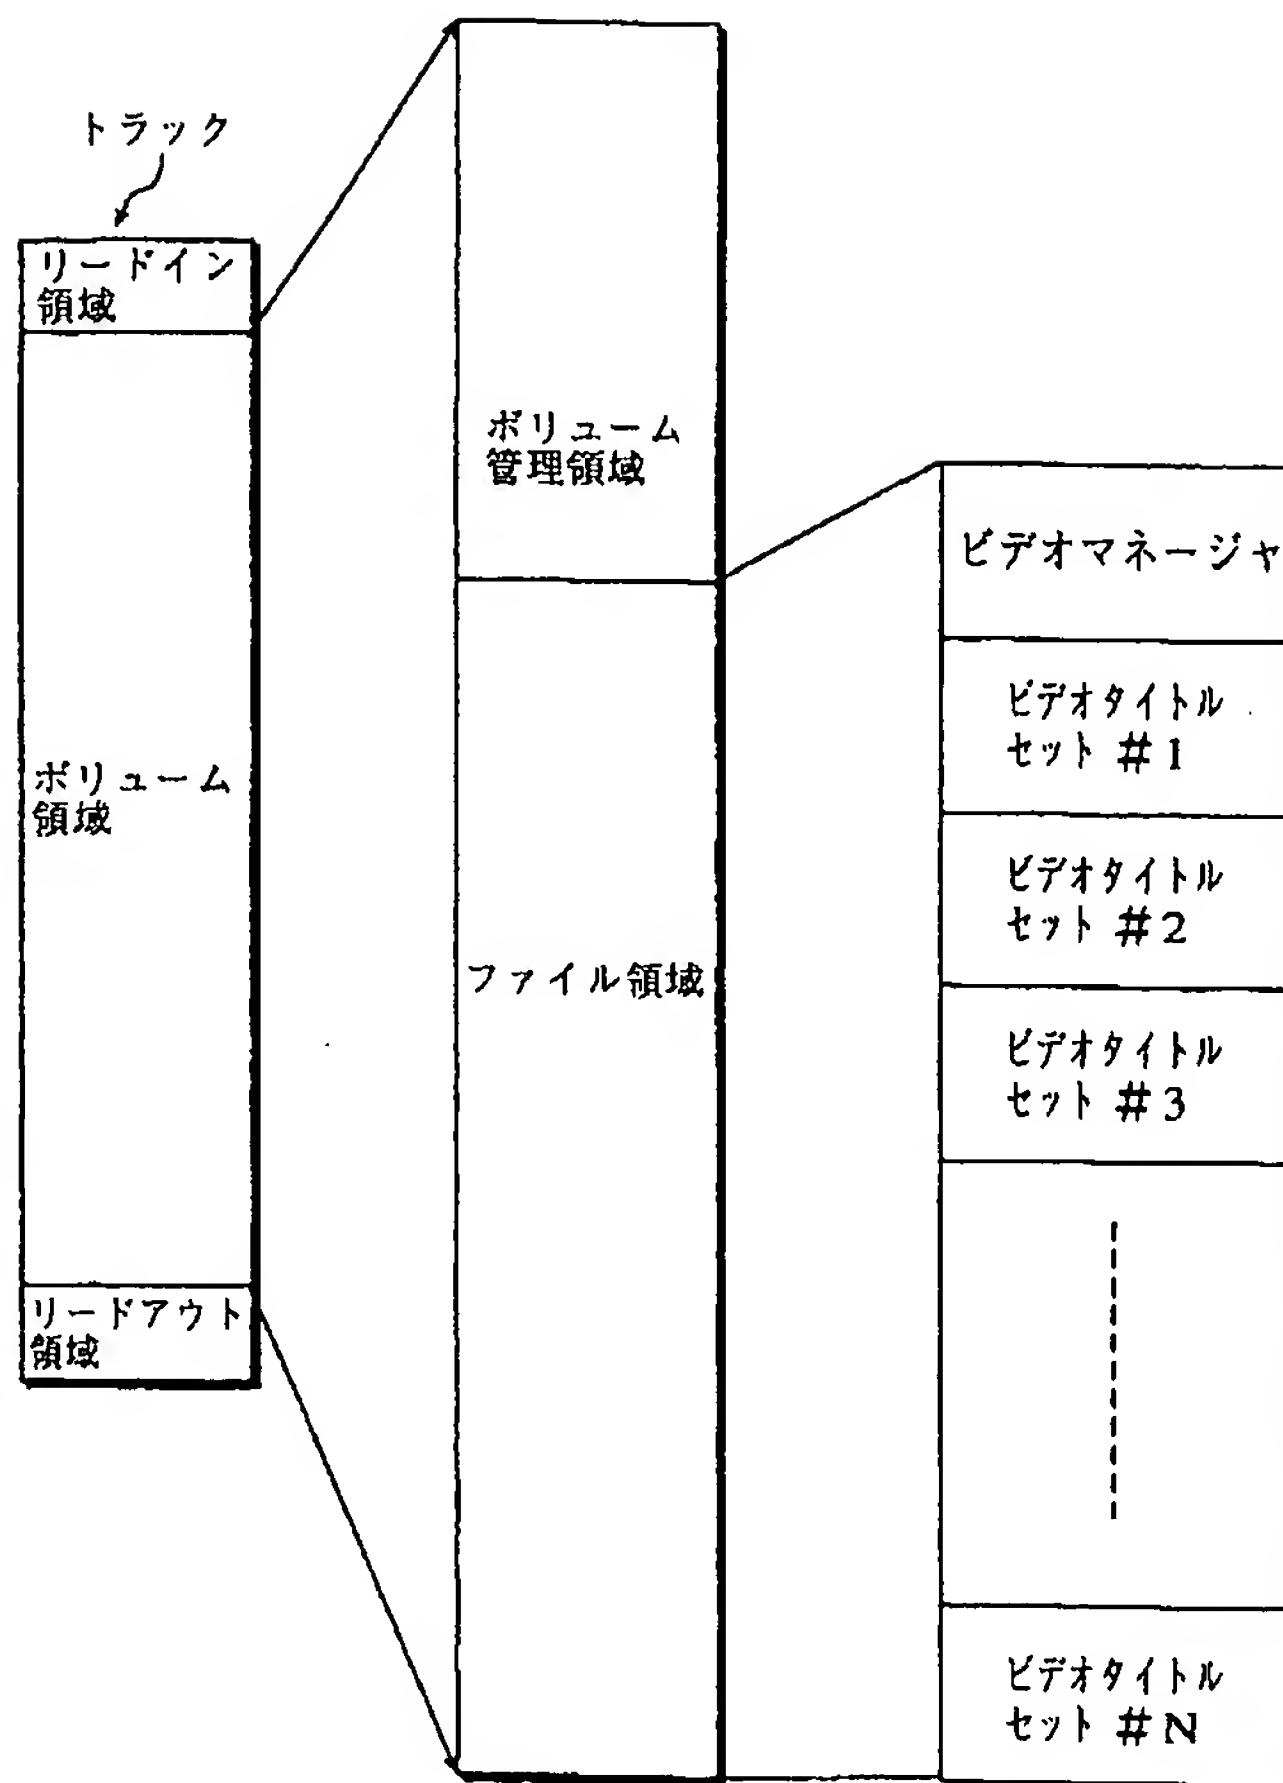 トラック
リードイン
領域
ボリューム
領域
リードアウト
領域
ボリューム
管理領域
ファイル領域
ビデオマネージャ
ビデオタイトル
セット #1
ビデオタイトル
セット #2
ビデオタイトル
セット #3
ビデオタイトル
セット #N